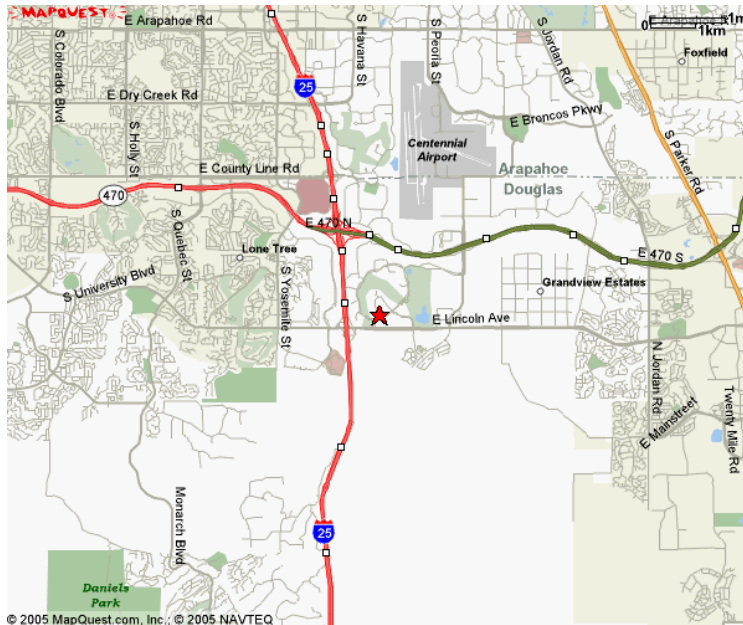 MAPQUEST
E Arapahoe Rd
S Colorado Blvd
S Holly St
E Dry Creek Rd
25
S Havana St
S Peoria St
S Jordan Rd
E Arapahoe
0
1m
1km
Foxfield
E Broncos Pkwy
S Parker Rd
Centennial
Airport
E County Line Rd
Arapahoe
Douglas
470
S Quebec St
E 470 N
Lone Tree
E 470 S
S University Blvd
S Yosemite St
Grandview Estates
E Lincoln Ave
N Jordan Rd
E Mainstreet
Twenty Mile Rd
Monarch Blvd
25
Daniels
Park
© 2005 MapQuest.com, Inc.; © 2005 NAVTEQ